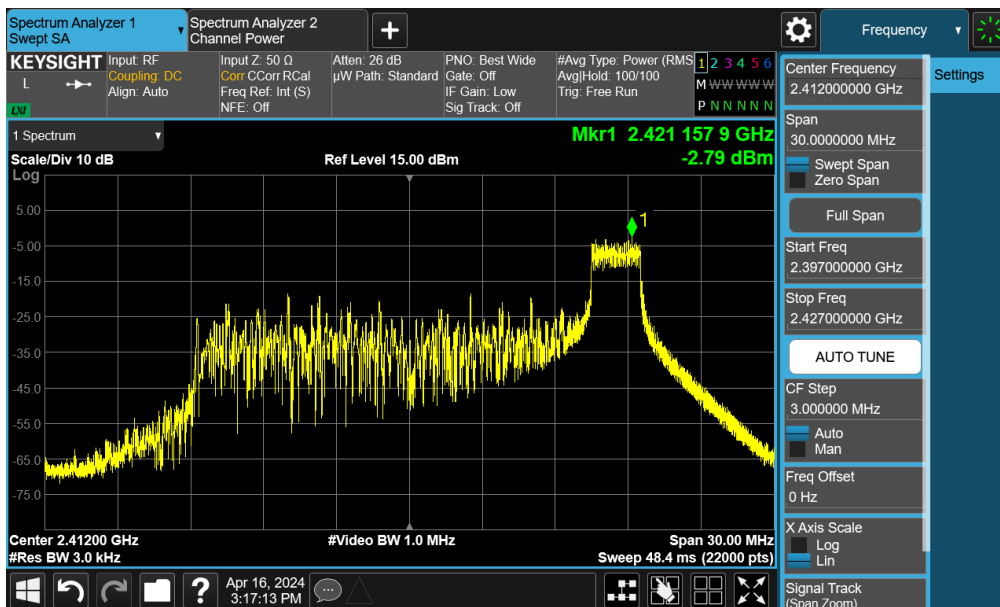 Spectrum Analyzer 1
Swept SA
Spectrum Analyzer 2
Channel Power
Frequency
KEYSIGHT
L
LXI
Input: RF
Coupling: DC
Align: Auto
Input Z: 50 Ω
Corr CCorr RCal
Freq Ref: Int (S)
NFE: Off
Atten: 26 dB
µW Path: Standard
PNO: Best Wide
Gate: Off
IF Gain: Low
Sig Track: Off
#Avg Type: Power (RMS
Avg|Hold: 100/100
Trig: Free Run
1 2 3 4 5 6
M W W W W W
P N N N N N
1 Spectrum
Mkr1 2.421 157 9 GHz
-2.79 dBm
Scale/Div 10 dB
Ref Level 15.00 dBm
Log
5.00
-5.00
-15.0
-25.0
-35.0
-45.0
-55.0
-65.0
-75.0
1
Center 2.41200 GHz
#Video BW 1.0 MHz
Span 30.00 MHz
#Res BW 3.0 kHz
Sweep 48.4 ms (22000 pts)
Center Frequency
2.412000000 GHz
Span
30.0000000 MHz
Swept Span
Zero Span
Full Span
Start Freq
2.397000000 GHz
Stop Freq
2.427000000 GHz
AUTO TUNE
CF Step
3.000000 MHz
Auto
Man
Freq Offset
0 Hz
X Axis Scale
Log
Lin
Signal Track
(Span Zoom)
Settings
?
Apr 16, 2024
3:17:13 PM